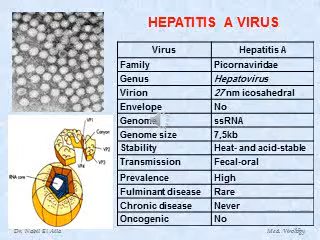 HEPATITIS A VIRUS
Virus Hepatitis A
Family Picornaviridae
Genus Hepatovirus
Virion 27 nm icosahedral
Envelope No
Genome ssRNA
Genome size 7,5kb
Stability Heat- and acid-stable
Transmission Fecal-oral
Prevalence High
Fulminant disease Rare
Chronic disease Never
Oncogenic No
VP1
Canyon
VP2
VP3
VP4
RNA core
Dr. Nabil El Aila
Med. Virology